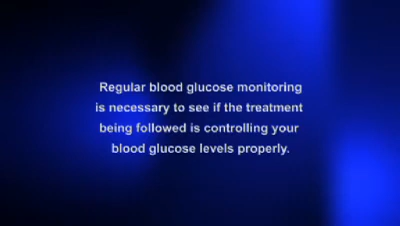 Regular blood glucose monitoring
is necessary to see if the treatment
being followed is controlling your
blood glucose levels properly.